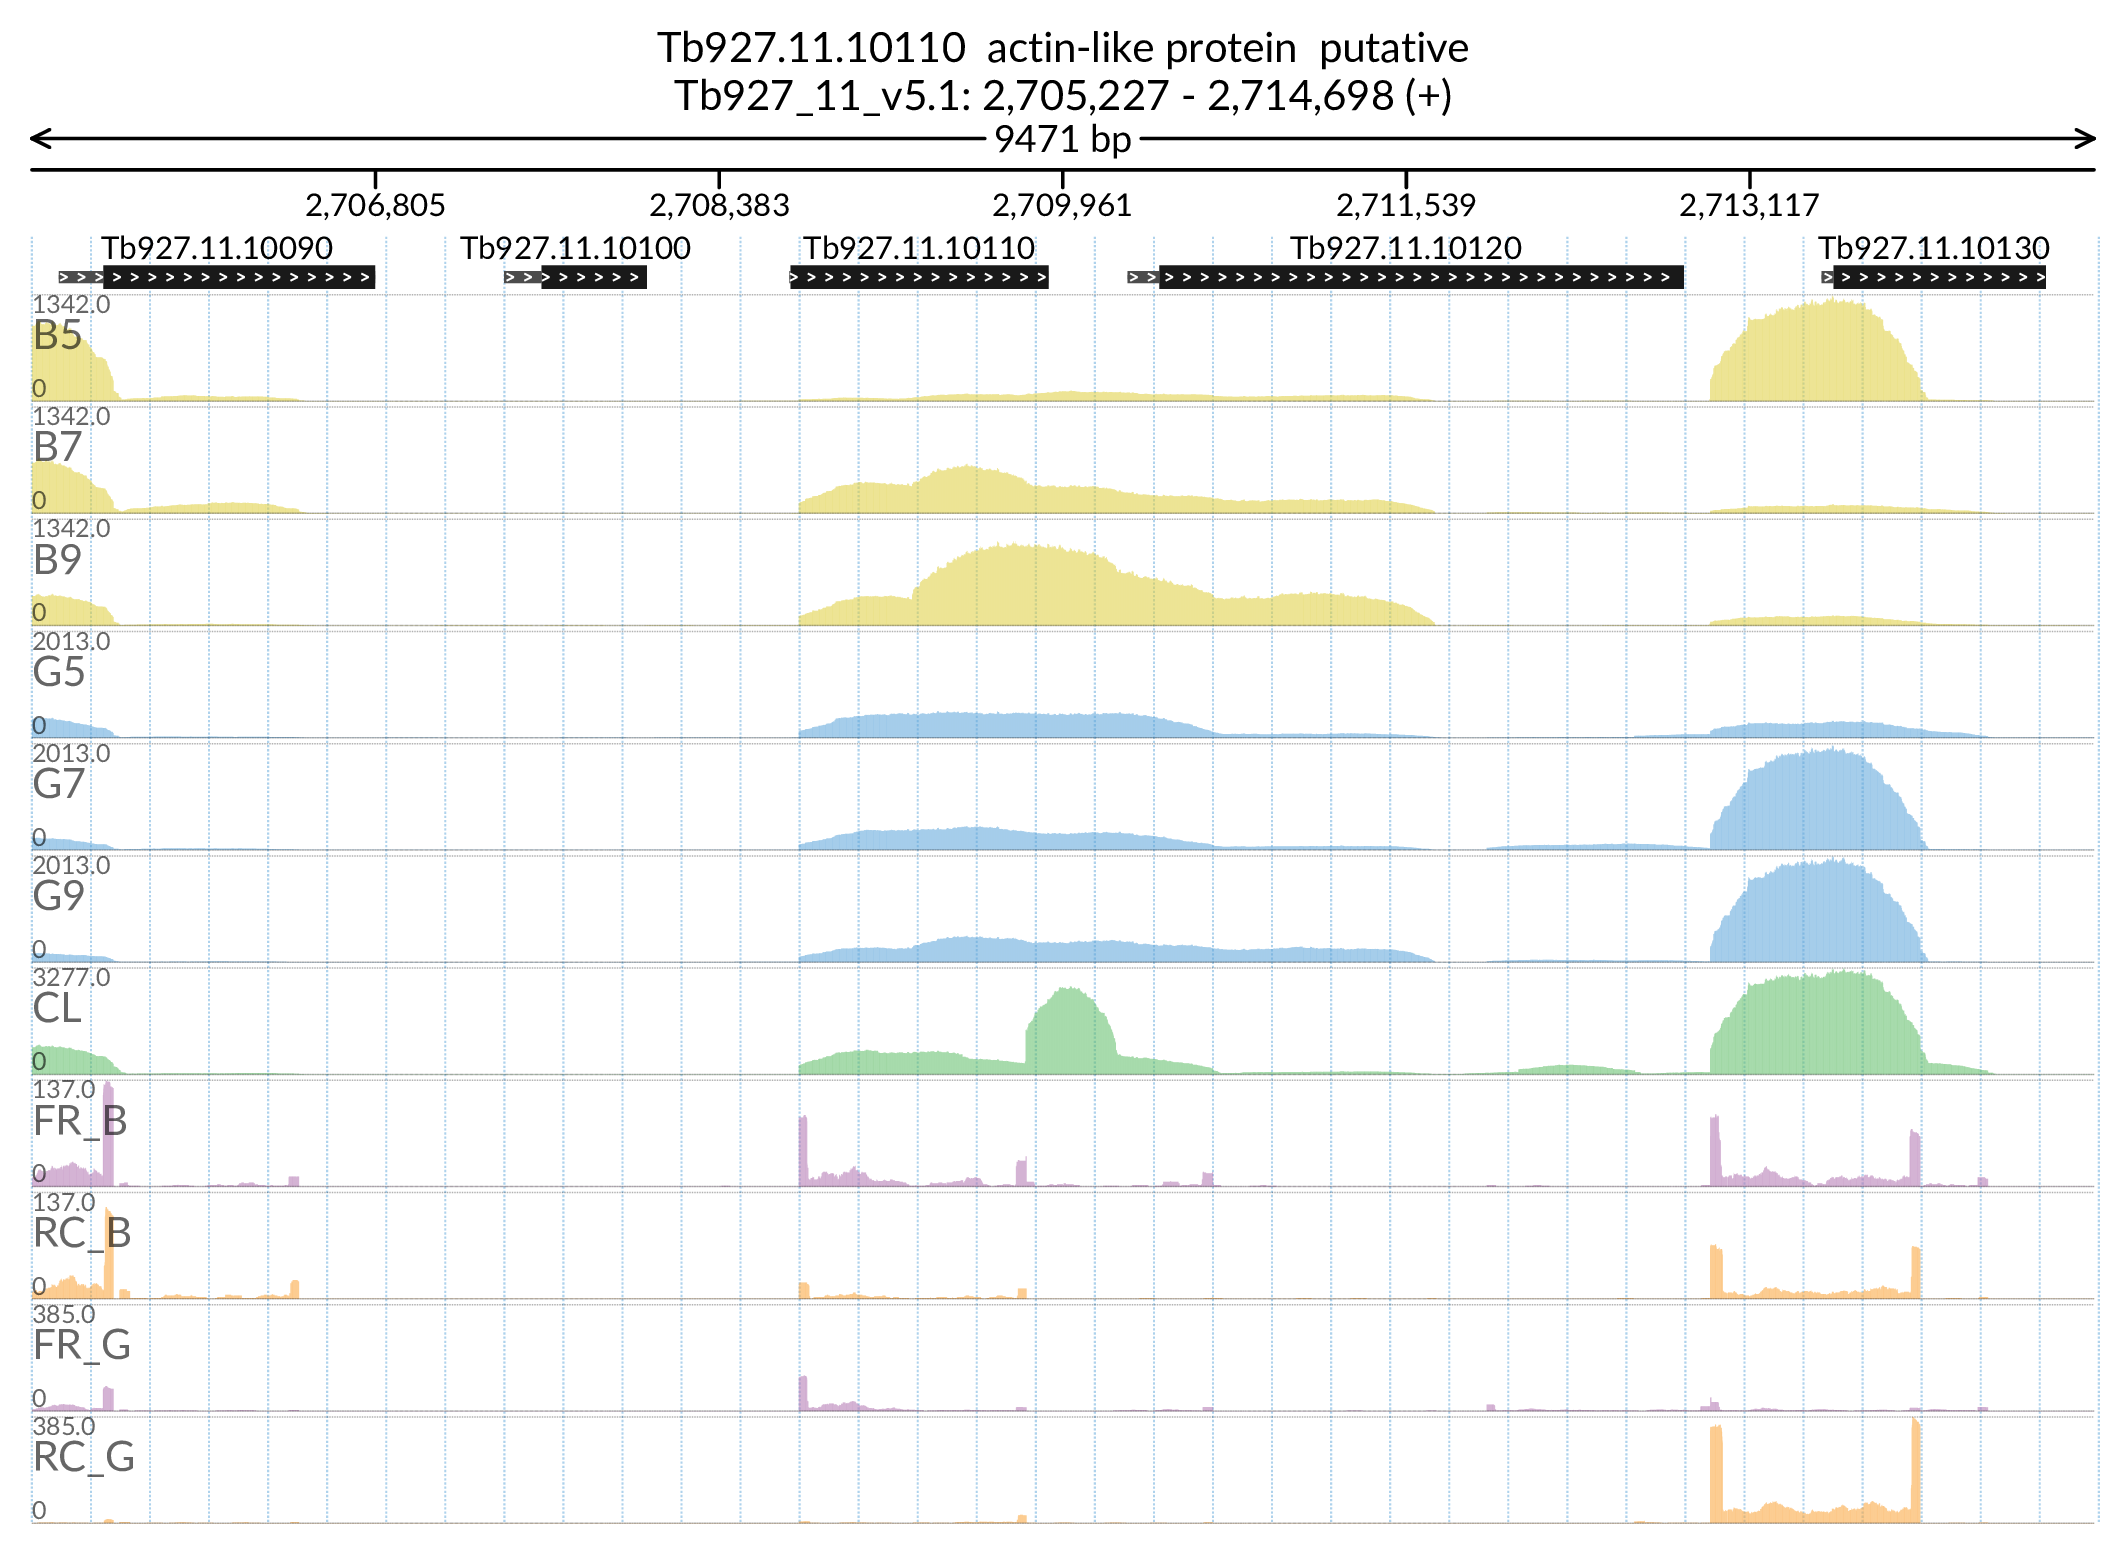 Tb927.11.10110 actin-like protein putative
Tb927_11_v5.1: 2,705,227 - 2,714,698 (+)
9471 bp
2,706,805 2,708,383 2,709,961 2,711,539 2,713,117
Tb927.11.10090 Tb927.11.10100 Tb927.11.10110 Tb927.11.10120 Tb927.11.10130
1342.0
B5
0
1342.0
B7
0
1342.0
B9
0
2013.0
G5
0
2013.0
G7
0
2013.0
G9
0
3277.0
CL
0
137.0
FR_B
0
137.0
RC_B
0
385.0
FR_G
0
385.0
RC_G
0